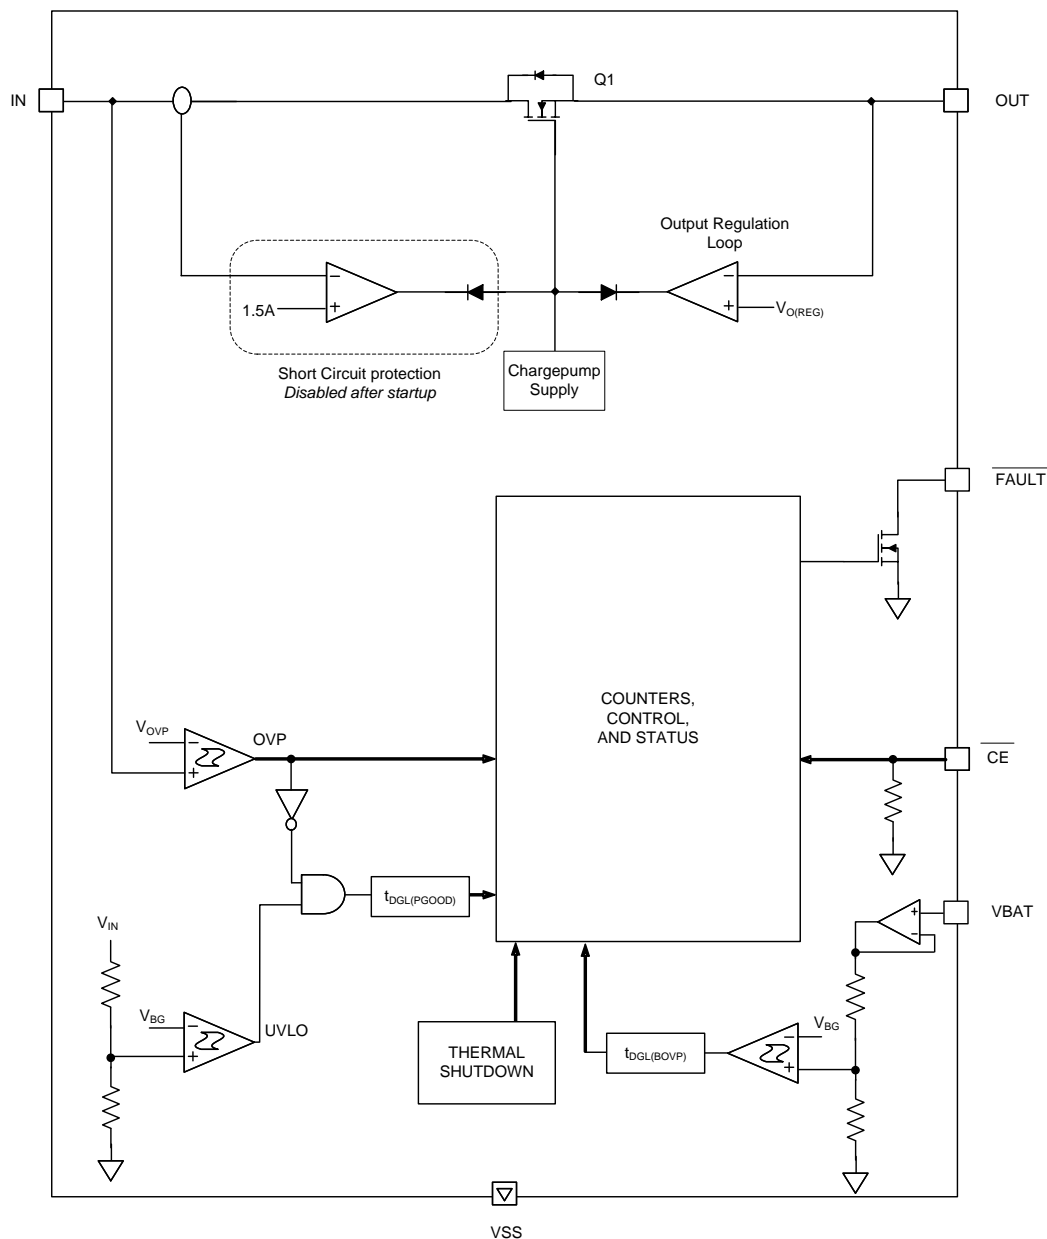 Q1
IN
OUT
Output Regulation
Loop
−
−
+
+
1.5A
V_O(REG)
Short Circuit protection
Disabled after startup
Chargepump
Supply
FAULT
COUNTERS,
CONTROL,
AND STATUS
V_OVP
−
+
OVP
CE
t_DGL(PGOOD)
VBAT
+
−
V_IN
V_BG
−
+
UVLO
THERMAL
SHUTDOWN
t_DGL(BOVP)
V_BG
−
+
VSS